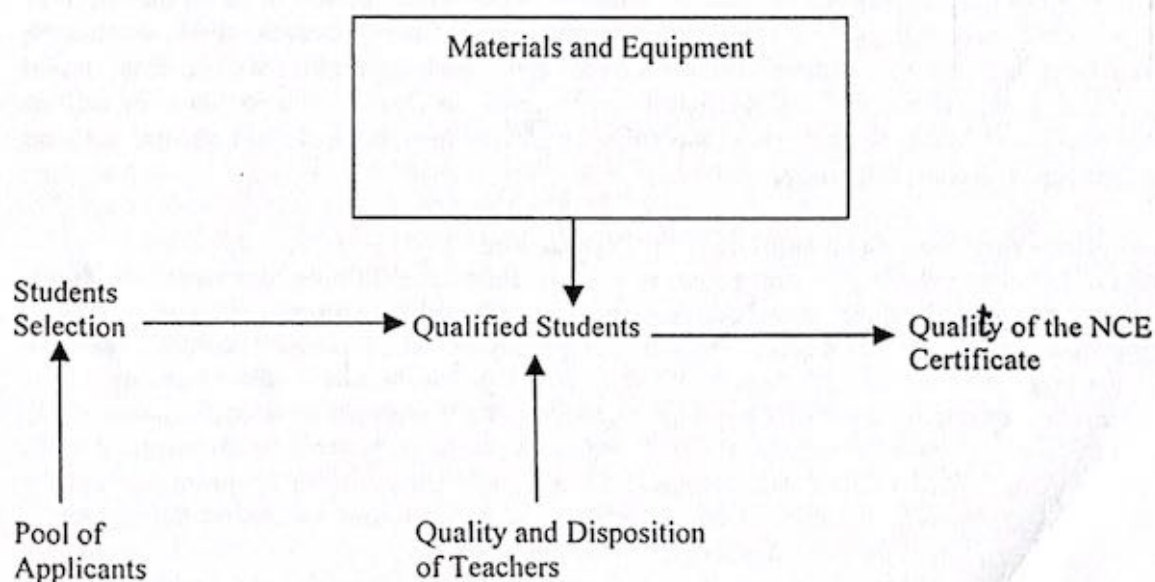 Materials and Equipment
Students
Selection
Qualified Students
Quality of the NCE
Certificate
Pool of
Applicants
Quality and Disposition
of Teachers